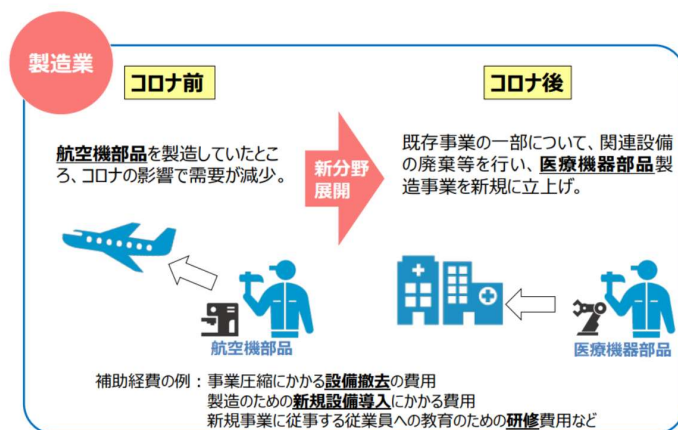 製造業
コロナ前
コロナ後
航空機部品を製造していたとこ
ろ、コロナの影響で需要が減少。
新分野
展開
既存事業の一部について、関連設備
の廃棄等を行い、医療機器部品製
造事業を新規に立上げ。
航空機部品
医療機器部品
補助経費の例：事業圧縮にかかる設備撤去の費用
製造のための新規設備導入にかかる費用
新規事業に従事する従業員への教育のための研修費用など